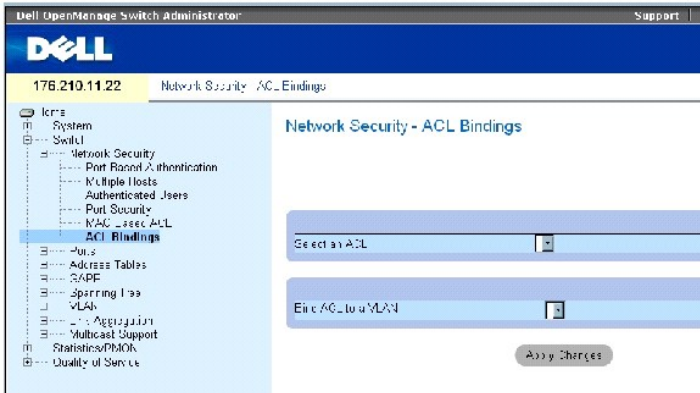 Dell OpenManage Switch Administrator
Support
DELL
176.210.11.22
Network Security - ACL Bindings
Home
System
Switch
Network Security
Port Based Authentication
Multiple Hosts
Authenticated Users
Port Security
MAC Based ACL
ACL Bindings
Ports
Address Tables
GARP
Spanning Tree
VLAN
Link Aggregation
Multicast Support
Statistics/RMON
Quality of Service
Network Security - ACL Bindings
Select an ACL
Bind ACL to a VLAN
Apply Changes